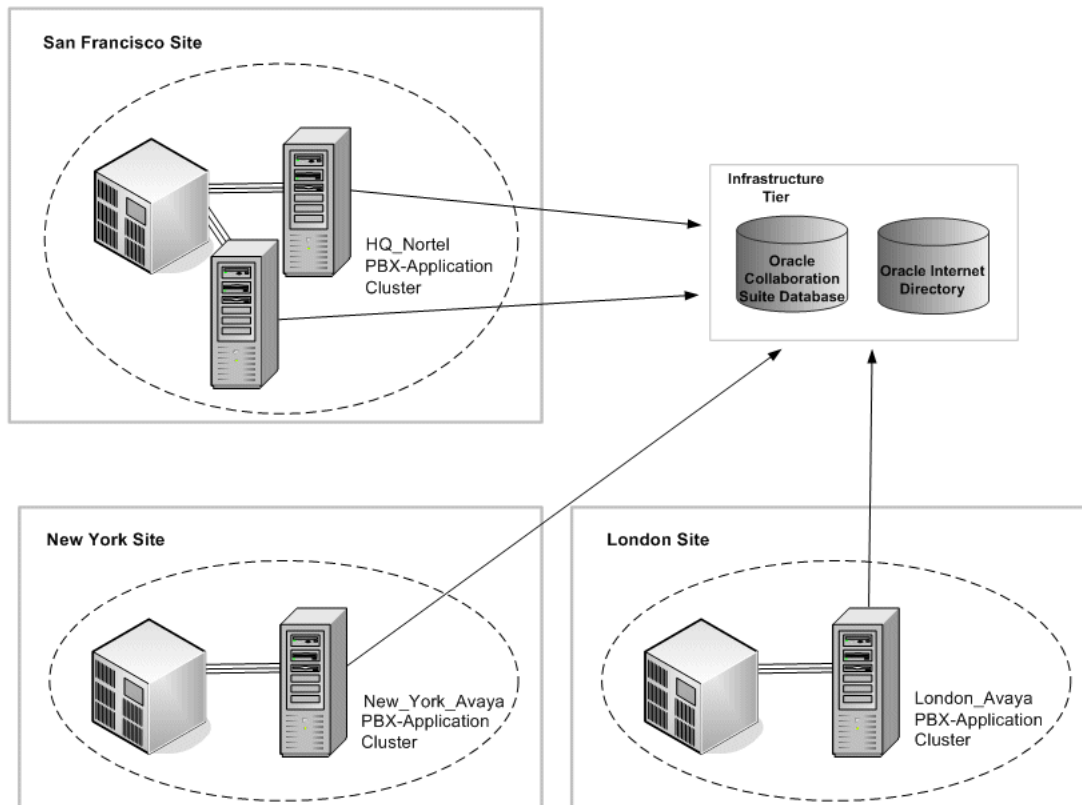 San Francisco Site
HQ_Nortel
PBX-Application
Cluster
Infrastructure
Tier
Oracle
Collaboration
Suite Database
Oracle Internet
Directory
New York Site
New_York_Avaya
PBX-Application
Cluster
London Site
London_Avaya
PBX-Application
Cluster